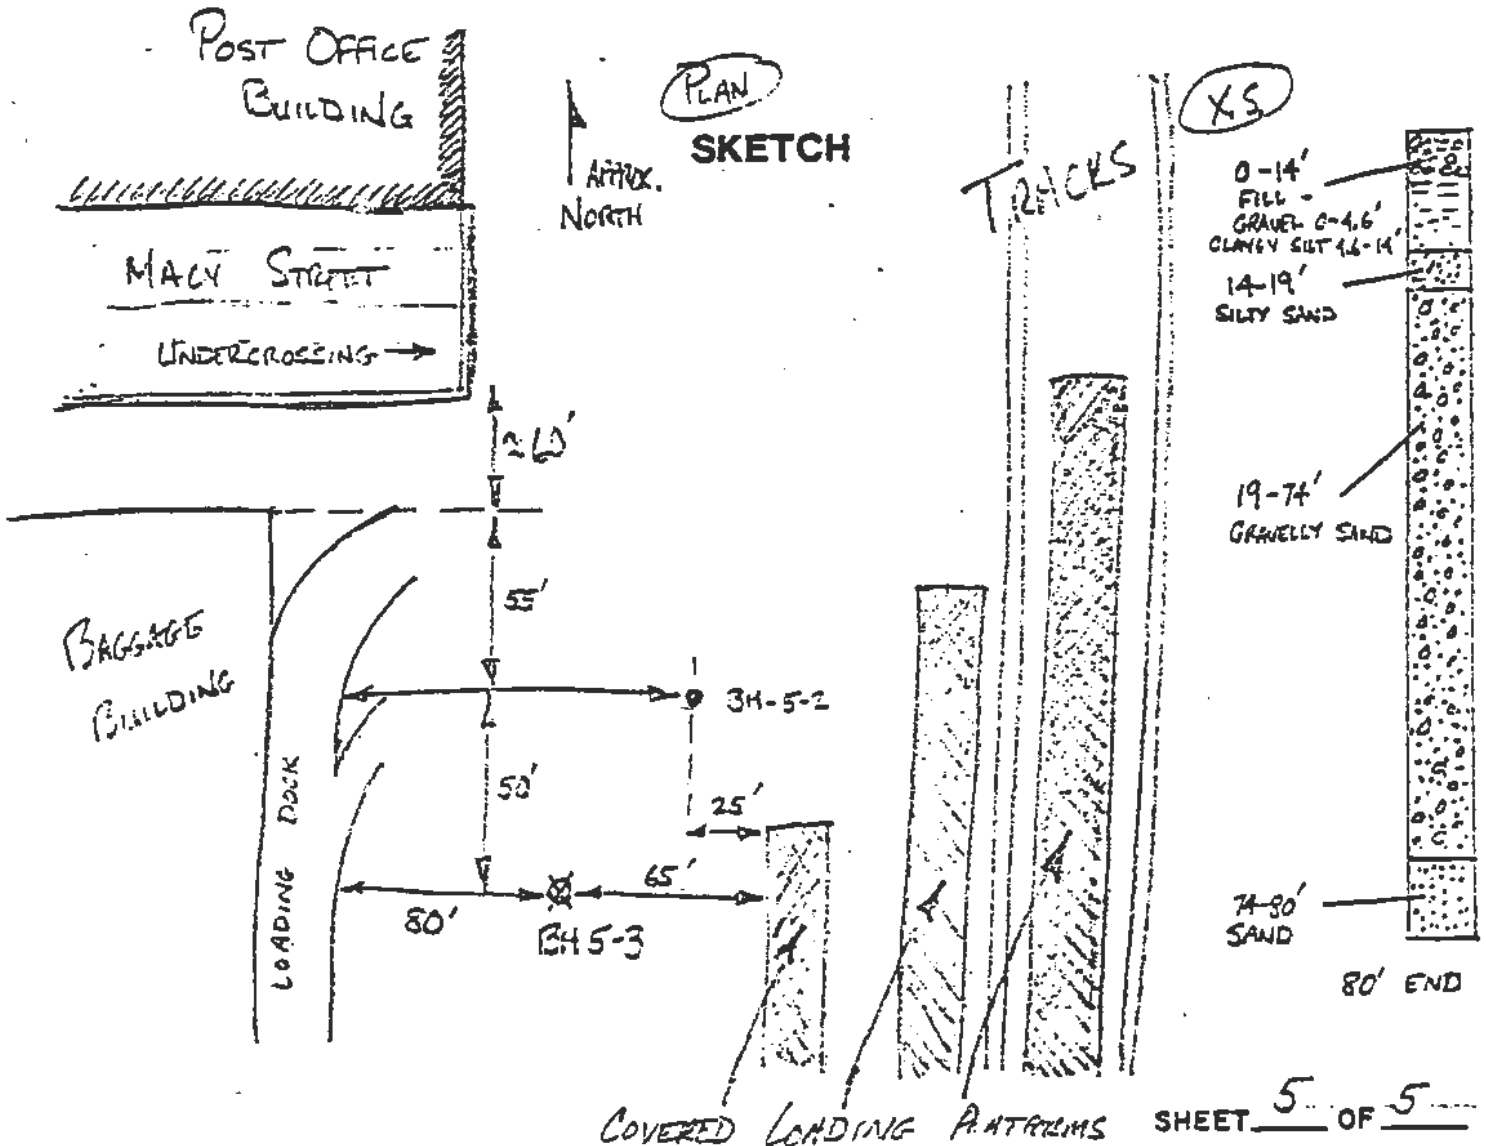 POST OFFICE
BUILDING
PLAN
SKETCH
APPROX.
NORTH
MACY STREET
UNDERCROSSING
TRACKS
XS
0-14'
FILL -
GRAVEL 0-4.6'
CLAYEY SILT 4.6-14'
14-19'
SILTY SAND
19-74'
GRAVELLY SAND
74-80'
SAND
80' END
55'
BAGGAGE
BUILDING
BH-5-2
50'
25'
LOADING DOCK
65'
80'
BH 5-3
COVERED LOADING PLATFORMS
SHEET 5 OF 5